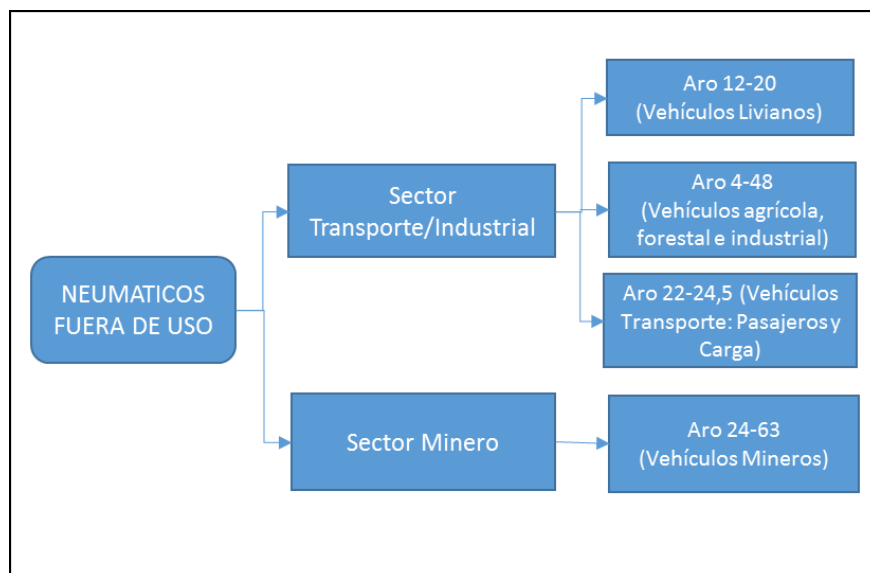 NEUMATICOS
FUERA DE USO
Sector
Transporte/Industrial
Sector Minero
Aro 12-20
(Vehículos Livianos)
Aro 4-48
(Vehículos agrícola,
forestal e industrial)
Aro 22-24,5 (Vehículos
Transporte: Pasajeros y
Carga)
Aro 24-63
(Vehículos Mineros)